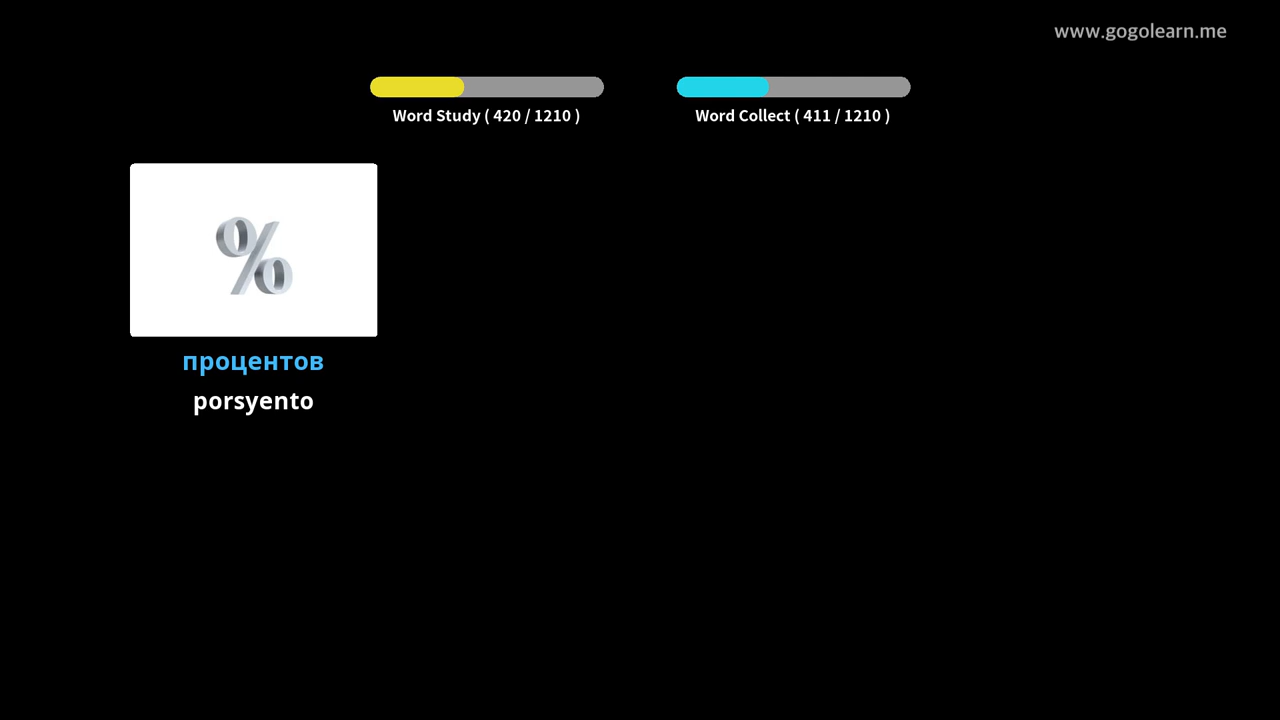 www.gogolearn.me
Word Study ( 420 / 1210 )
Word Collect ( 411 / 1210 )
%
процентов
porsyento